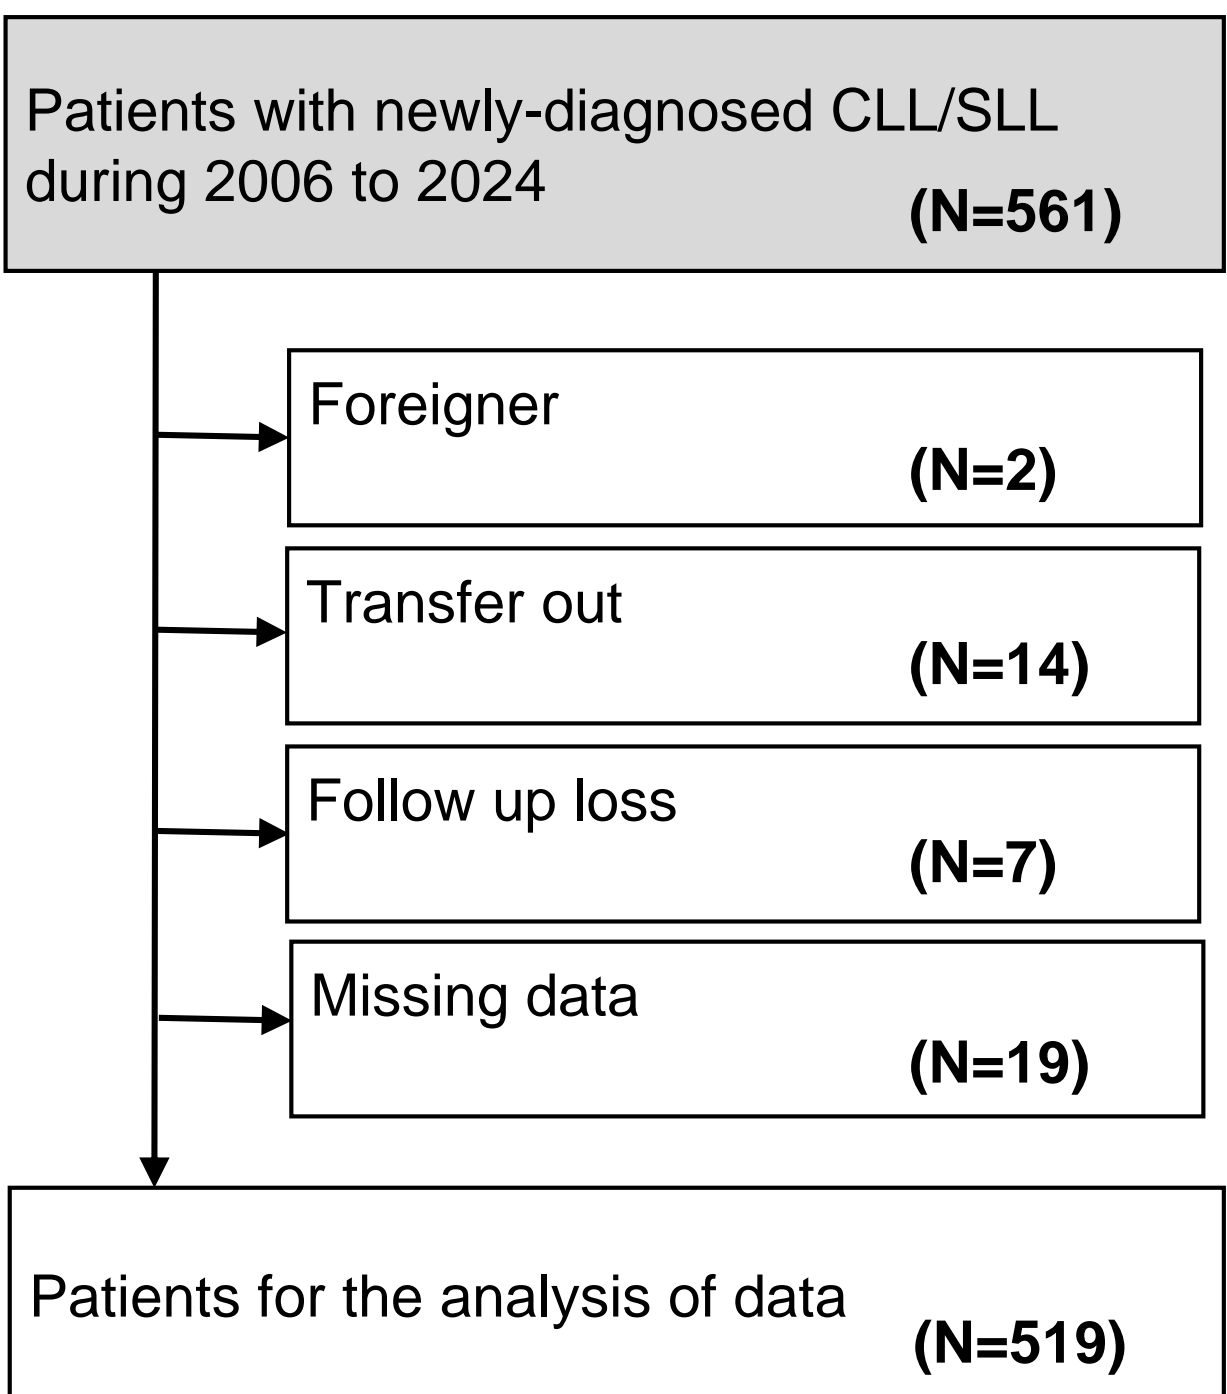 Patients with newly-diagnosed CLL/SLL
during 2006 to 2024
(N=561)
Foreigner
(N=2)
Transfer out
(N=14)
Follow up loss
(N=7)
Missing data
(N=19)
Patients for the analysis of data
(N=519)